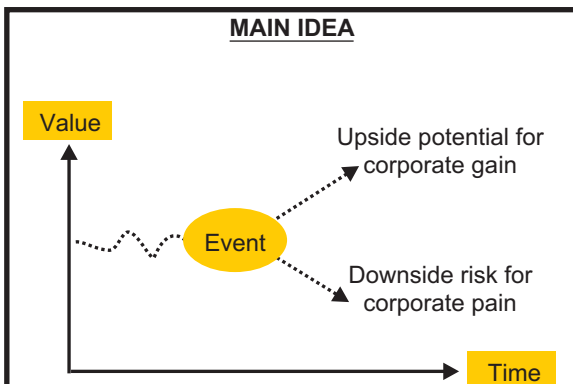 MAIN IDEA
Value
Upside potential for
corporate gain
Event
Downside risk for
corporate pain
Time